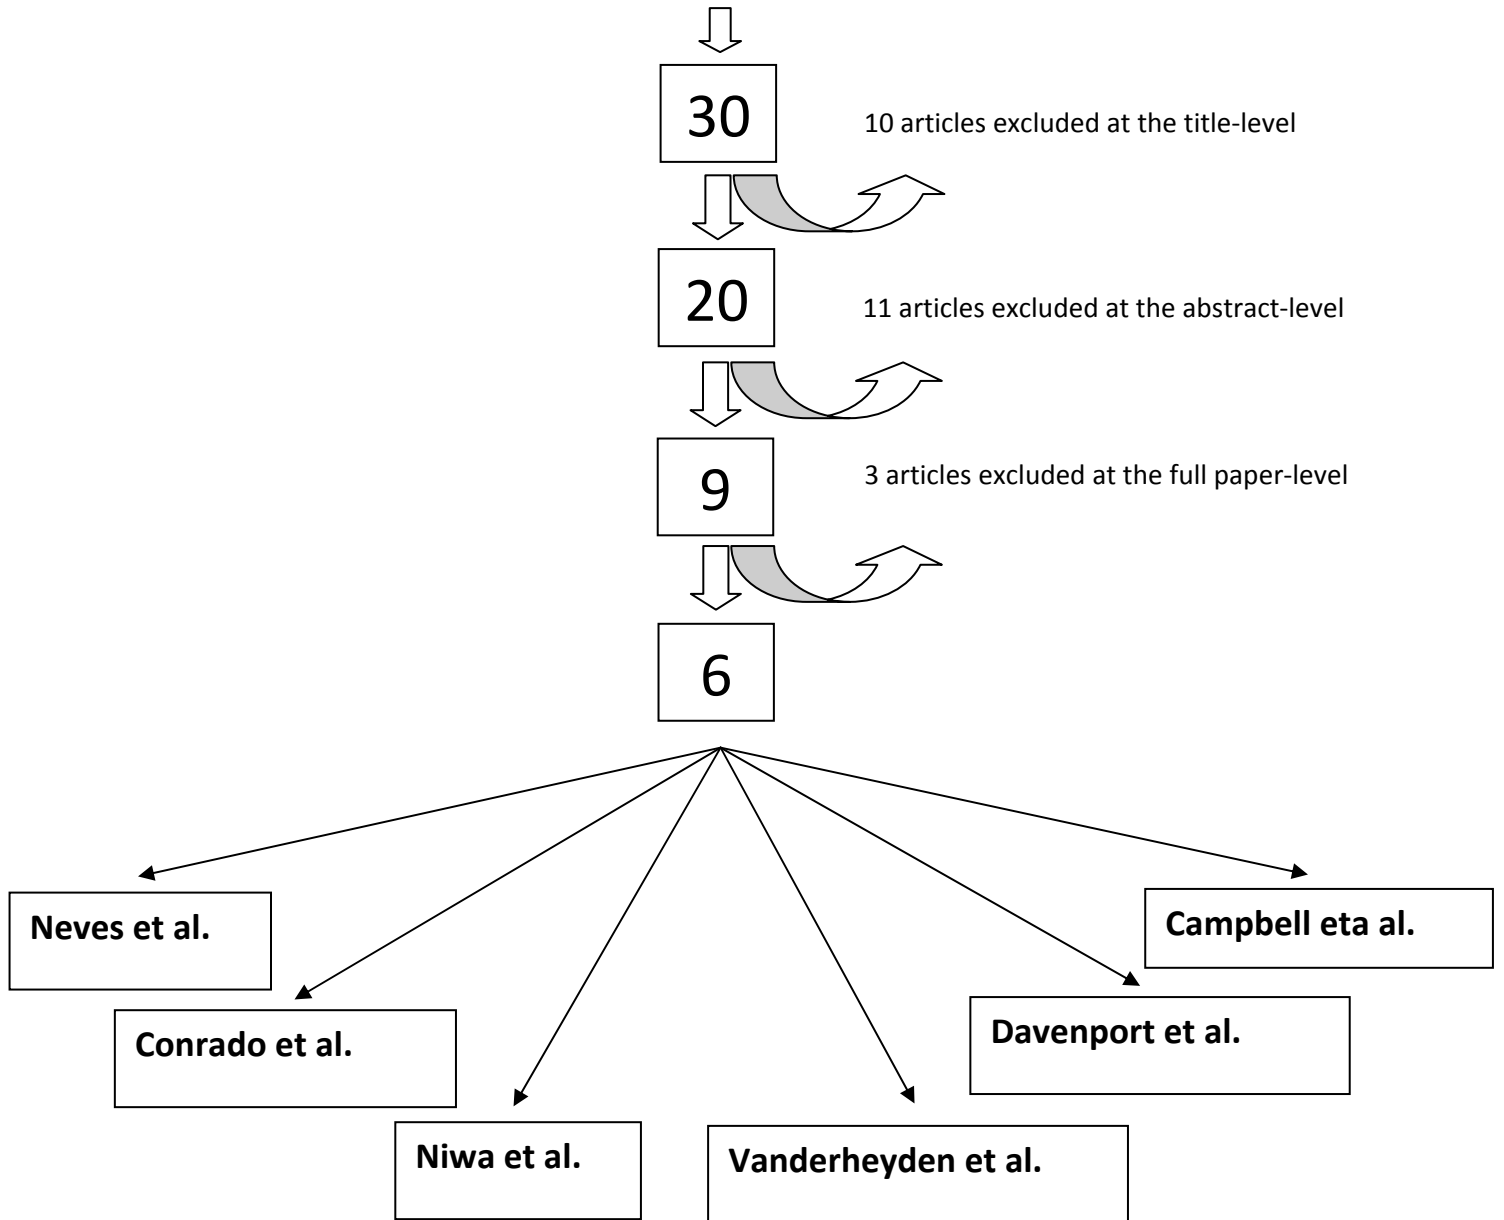 30
10 articles excluded at the title-level
20
11 articles excluded at the abstract-level
9
3 articles excluded at the full paper-level
6
Neves et al.
Campbell eta al.
Conrado et al.
Davenport et al.
Niwa et al.
Vanderheyden et al.